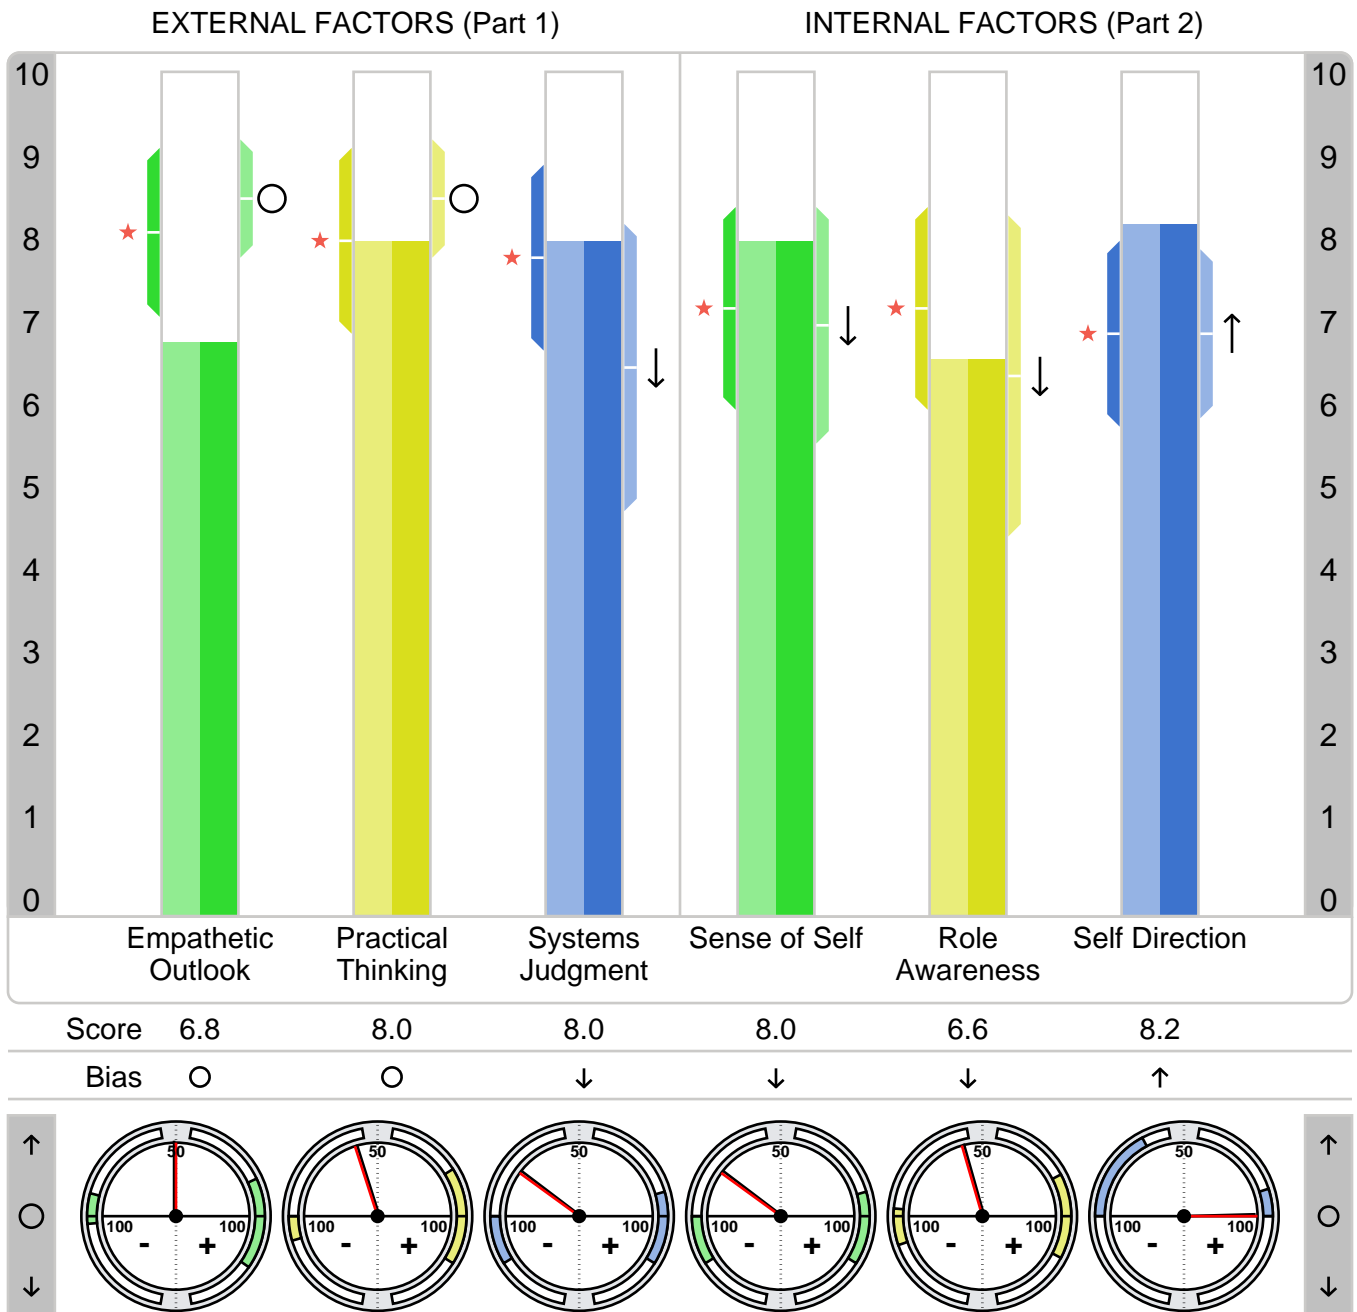 EXTERNAL FACTORS (Part 1)
INTERNAL FACTORS (Part 2)
10
10
9
9
8
8
7
7
6
6
5
5
4
4
3
3
2
2
1
1
0
0
Empathetic
Outlook
Practical
Thinking
Systems
Judgment
Sense of Self
Role
Awareness
Self Direction
Score 6.8 8.0 8.0 8.0 6.6 8.2
Bias ○ ○ ↓ ↓ ↓ ↑
↑ ↑
○ ○
↓ ↓
50 50 50 50 50 50
100 100 100 100 100 100 100 100 100 100 100 100
- + - + - + - + - + - +